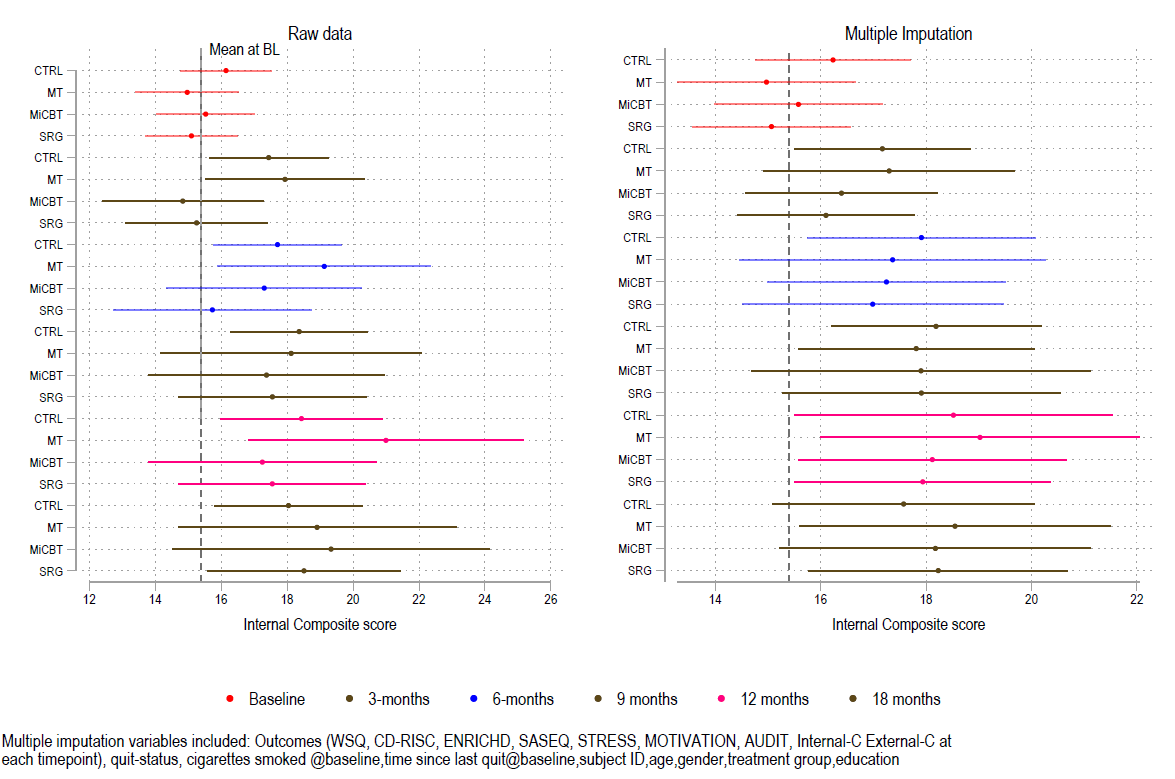 Raw data
Mean at BL
CTRL
MT
MiCBT
SRG
CTRL
MT
MiCBT
SRG
CTRL
MT
MiCBT
SRG
CTRL
MT
MiCBT
SRG
CTRL
MT
MiCBT
SRG
CTRL
MT
MiCBT
SRG
12 14 16 18 20 22 24 26
Internal Composite score
Multiple Imputation
CTRL
MT
MiCBT
SRG
CTRL
MT
MiCBT
SRG
CTRL
MT
MiCBT
SRG
CTRL
MT
MiCBT
SRG
CTRL
MT
MiCBT
SRG
CTRL
MT
MiCBT
SRG
14 16 18 20 22
Internal Composite score
Baseline 3-months 6-months 9 months 12 months 18 months
Multiple imputation variables included: Outcomes (WSQ, CD-RISC, ENRICHD, SASEQ, STRESS, MOTIVATION, AUDIT, Internal-C External-C at
each timepoint), quit-status, cigarettes smoked @baseline,time since last quit@baseline,subject ID,age,gender,treatment group,education